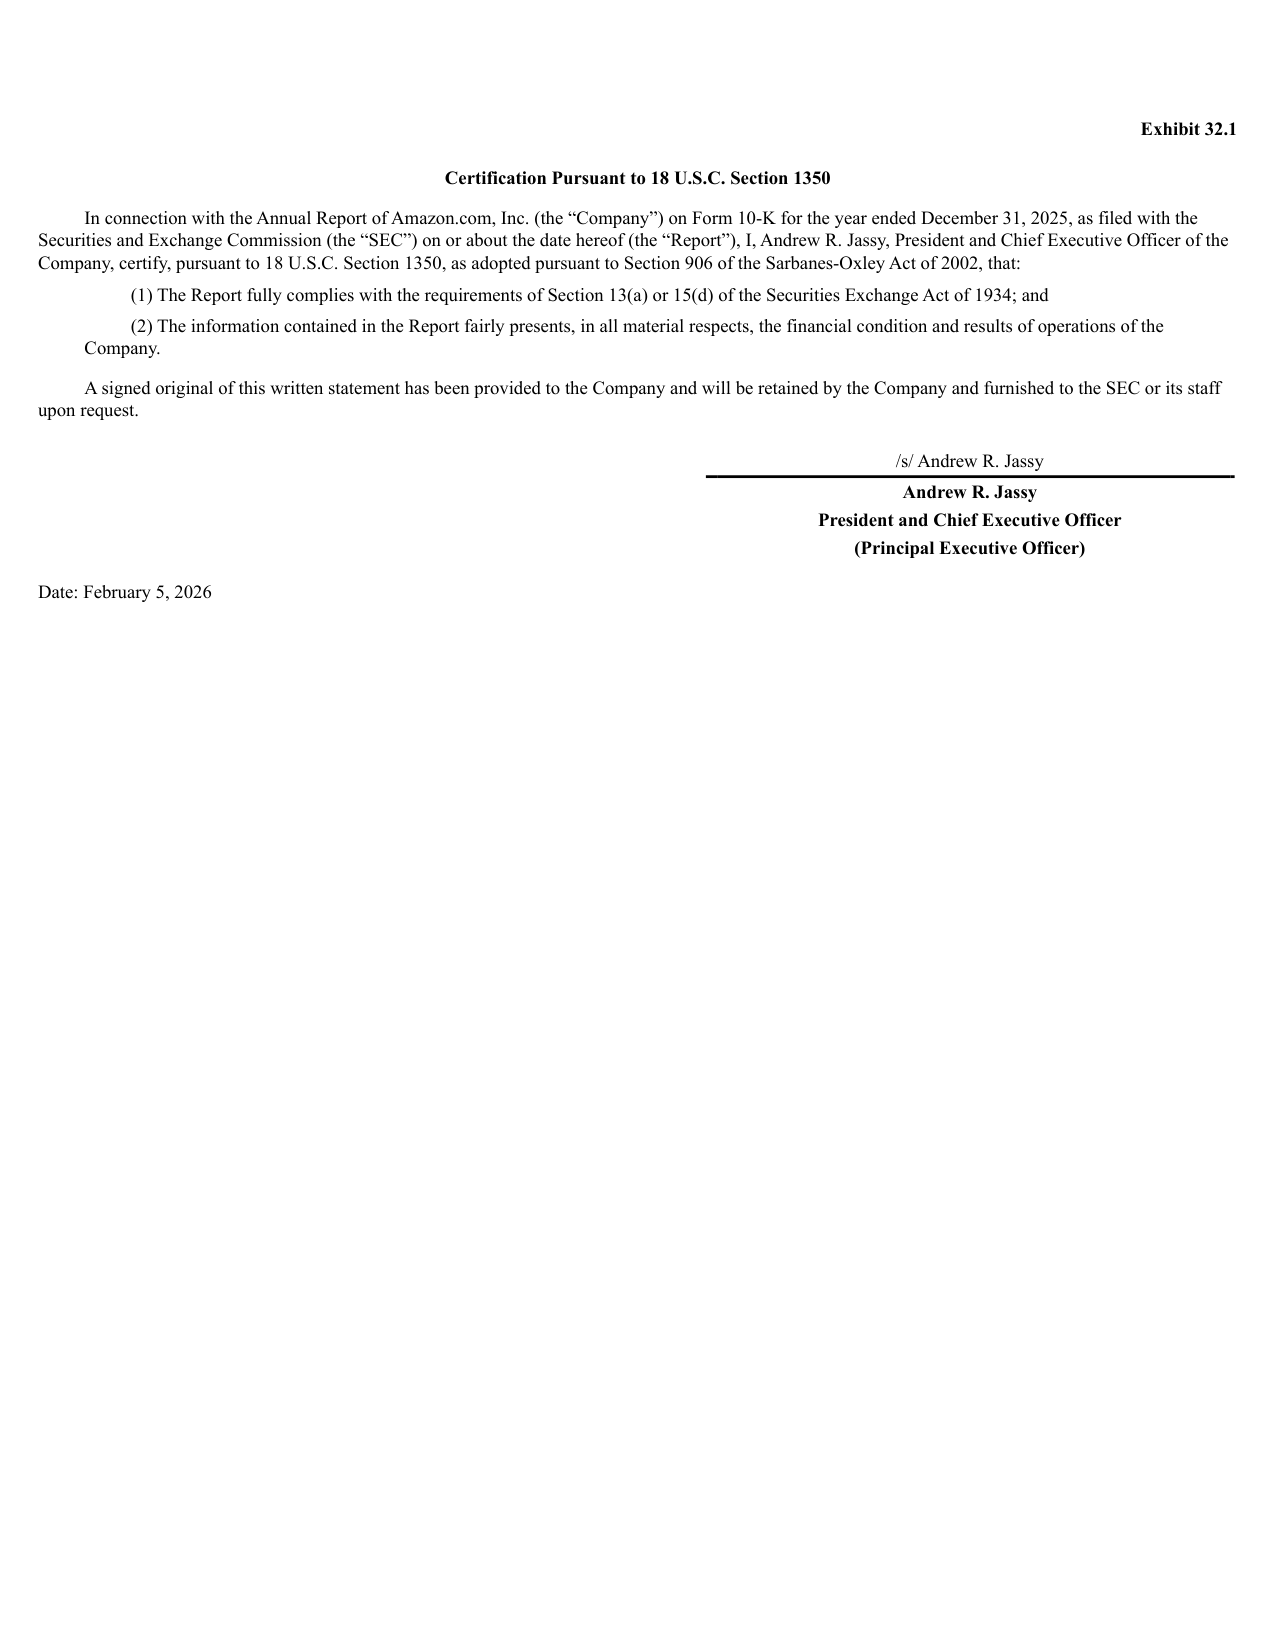 Exhibit 32.1
Certification Pursuant to 18 U.S.C. Section 1350
In connection with the Annual Report of Amazon.com, Inc. (the “Company”) on Form 10-K for the year ended December 31, 2025, as filed with the
Securities and Exchange Commission (the “SEC”) on or about the date hereof (the “Report”), I, Andrew R. Jassy, President and Chief Executive Officer of the
Company, certify, pursuant to 18 U.S.C. Section 1350, as adopted pursuant to Section 906 of the Sarbanes-Oxley Act of 2002, that:
(1) The Report fully complies with the requirements of Section 13(a) or 15(d) of the Securities Exchange Act of 1934; and
(2) The information contained in the Report fairly presents, in all material respects, the financial condition and results of operations of the
Company.
A signed original of this written statement has been provided to the Company and will be retained by the Company and furnished to the SEC or its staff
upon request.
/s/ Andrew R. Jassy
Andrew R. Jassy
President and Chief Executive Officer
(Principal Executive Officer)
Date: February 5, 2026